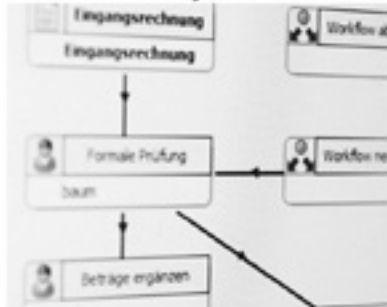 Eingangsrechnung
Eingangsrechnung
Workflow
Formale Prüfung
Workflow
baum
Beträge ergänzen